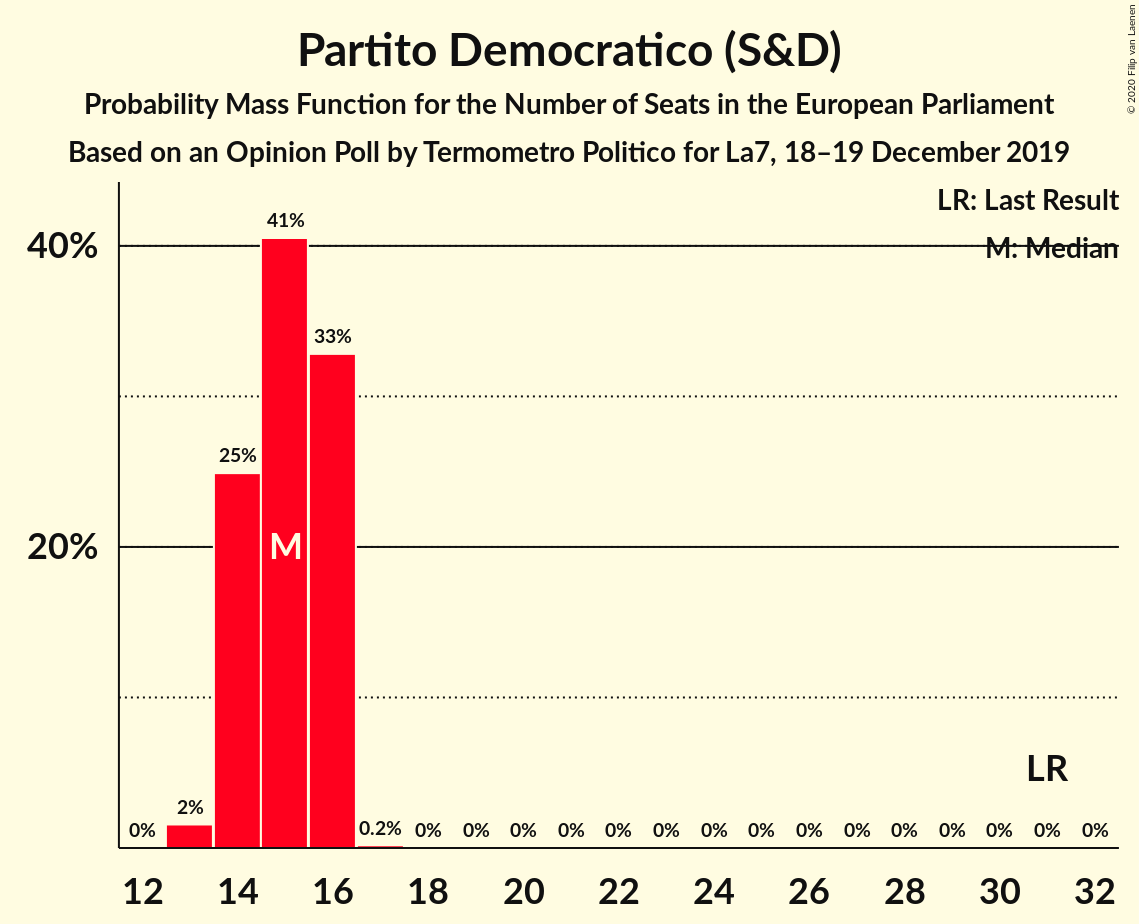 Partito Democratico (S&D)
Probability Mass Function for the Number of Seats in the European Parliament
Based on an Opinion Poll by Termometro Politico for La7, 18–19 December 2019
© 2020 Filip van Laenen
LR: Last Result
M: Median
40%
20%
0% 2% 25% 41% 33% 0.2% 0% 0% 0% 0% 0% 0% 0% 0% 0% 0% 0% 0% 0% 0% 0%
M
LR
12 14 16 18 20 22 24 26 28 30 32